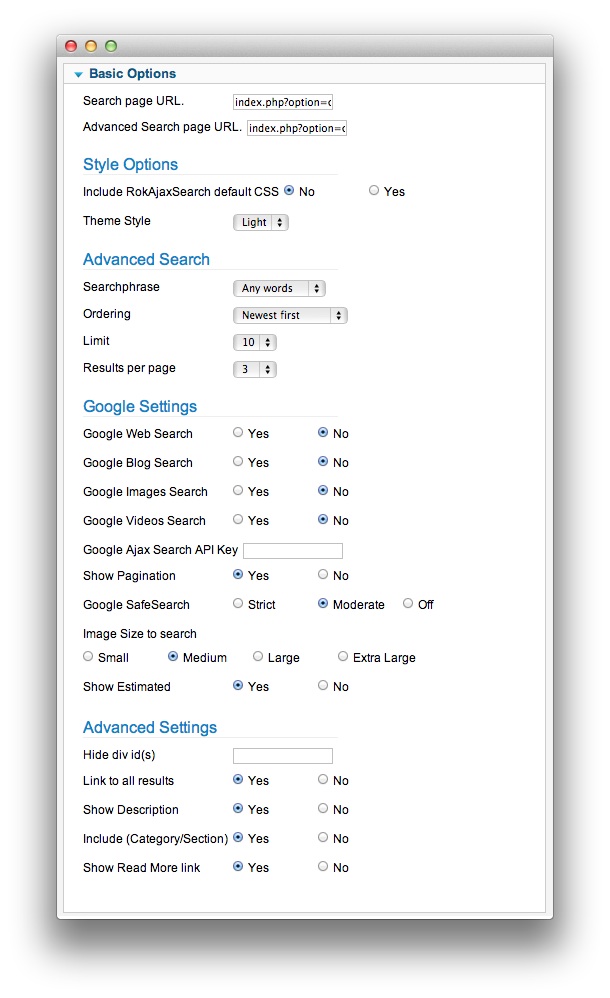 Basic Options
Search page URL. index.php?option=c
Advanced Search page URL. index.php?option=c
Style Options
Include RokAjaxSearch default CSS No Yes
Theme Style Light
Advanced Search
Searchphrase Any words
Ordering Newest first
Limit 10
Results per page 3
Google Settings
Google Web Search Yes No
Google Blog Search Yes No
Google Images Search Yes No
Google Videos Search Yes No
Google Ajax Search API Key
Show Pagination Yes No
Google SafeSearch Strict Moderate Off
Image Size to search
Small Medium Large Extra Large
Show Estimated Yes No
Advanced Settings
Hide div id(s)
Link to all results Yes No
Show Description Yes No
Include (Category/Section) Yes No
Show Read More link Yes No